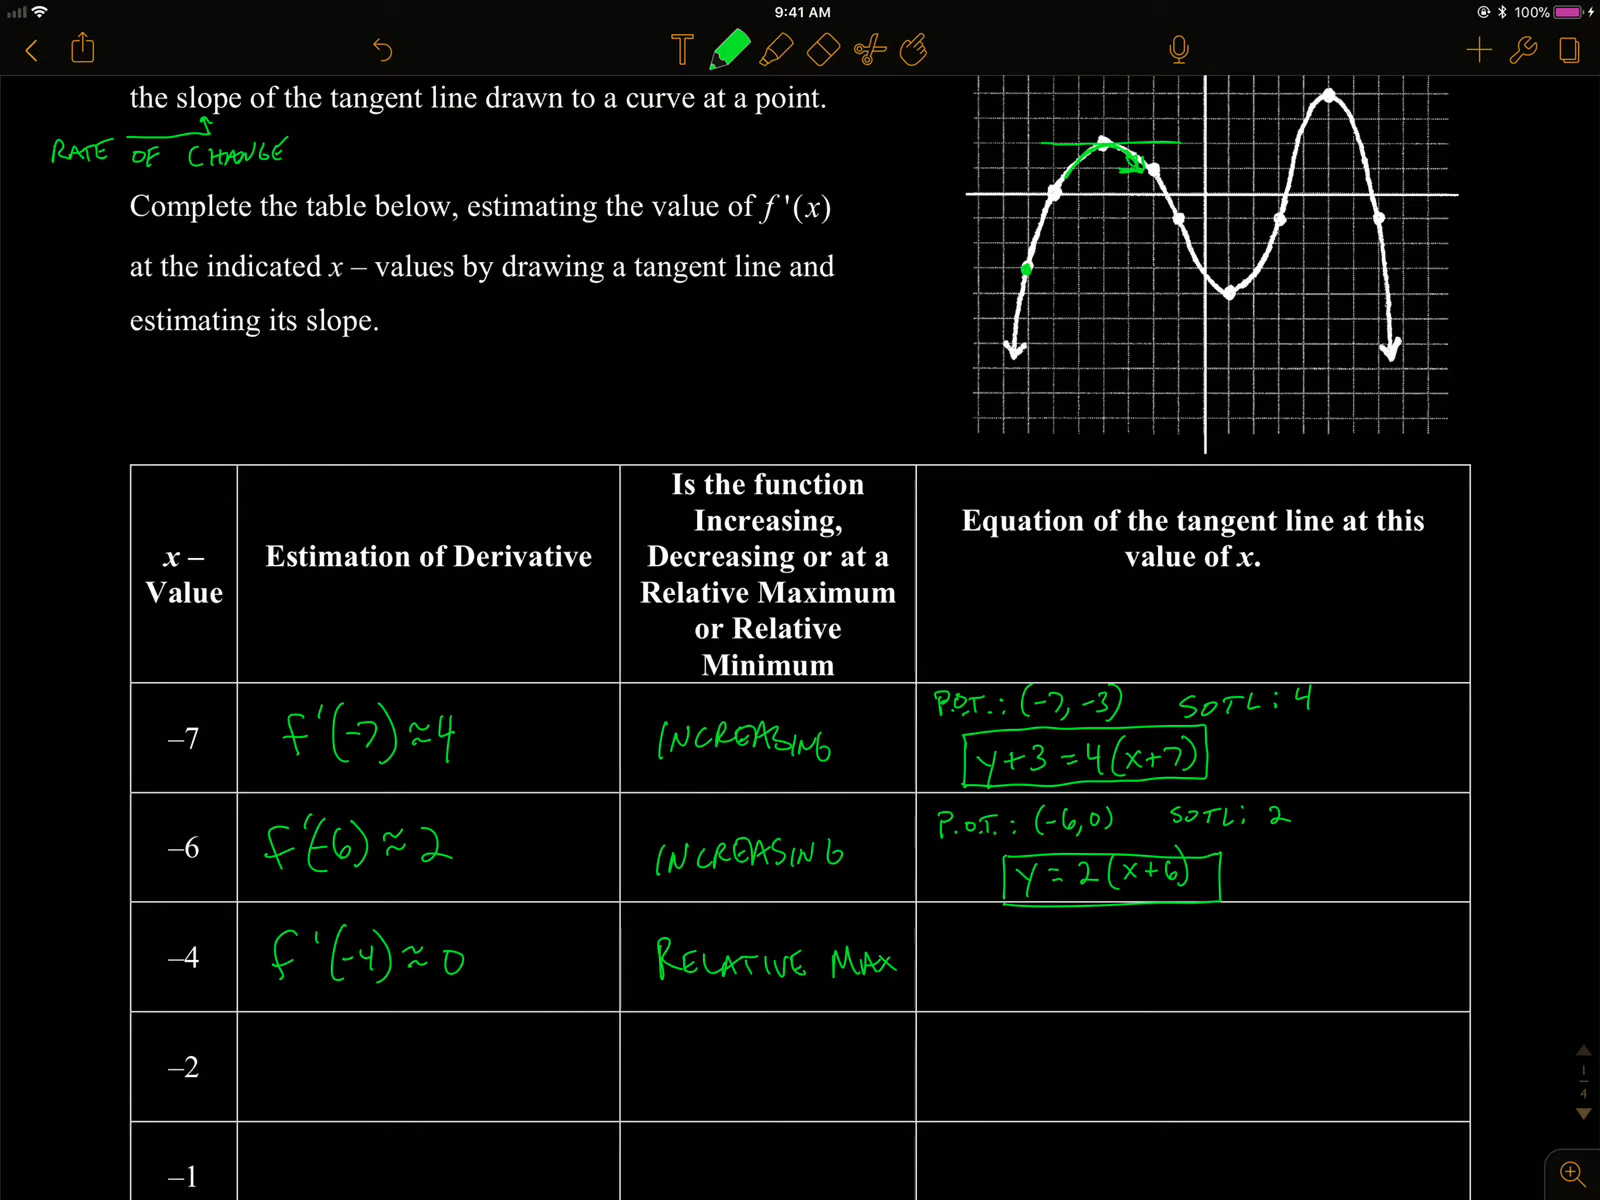 9:41 AM
100%
T
the slope of the tangent line drawn to a curve at a point.
RATE OF CHANGE
Complete the table below, estimating the value of f '(x)
at the indicated x – values by drawing a tangent line and
estimating its slope.
x –
Value
Estimation of Derivative
Is the function
Increasing,
Decreasing or at a
Relative Maximum
or Relative
Minimum
Equation of the tangent line at this
value of x.
–7
f'(-7) ≈ 4
INCREASING
P.O.T.: (-7, -3) SOTL: 4
y+3 = 4(x+7)
–6
f'(-6) ≈ 2
INCREASING
P.O.T.: (-6, 0) SOTL: 2
y = 2(x+6)
–4
f'(-4) ≈ 0
RELATIVE MAX
–2
–1
1
4